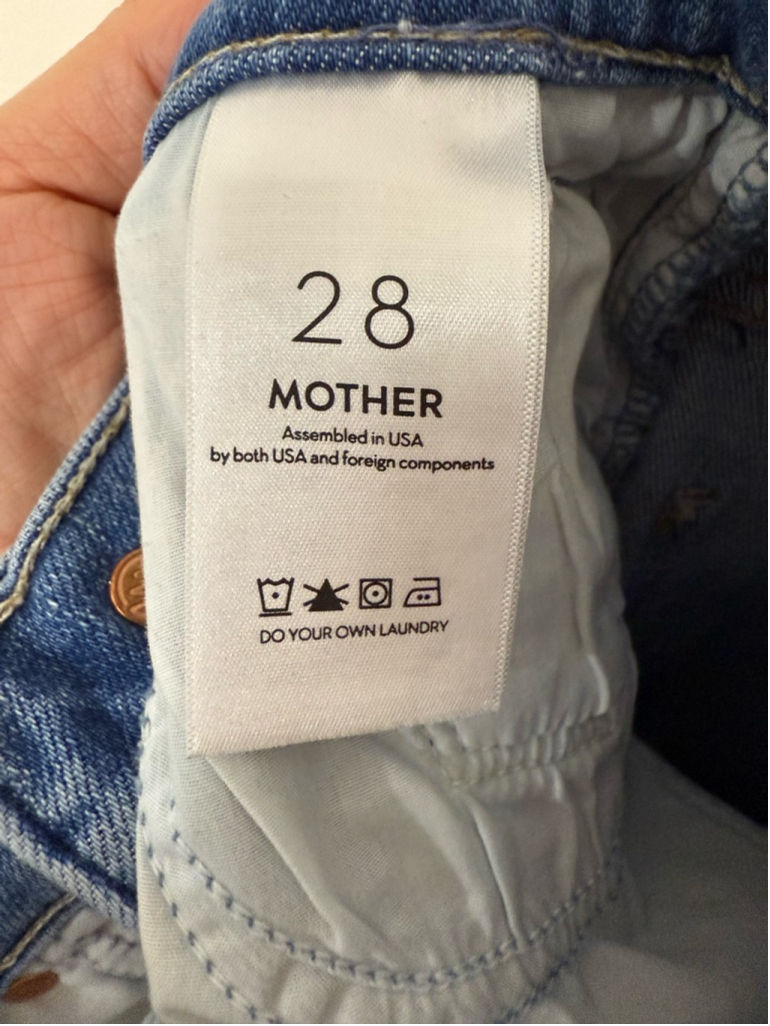 28
MOTHER
Assembled in USA
by both USA and foreign components
DO YOUR OWN LAUNDRY